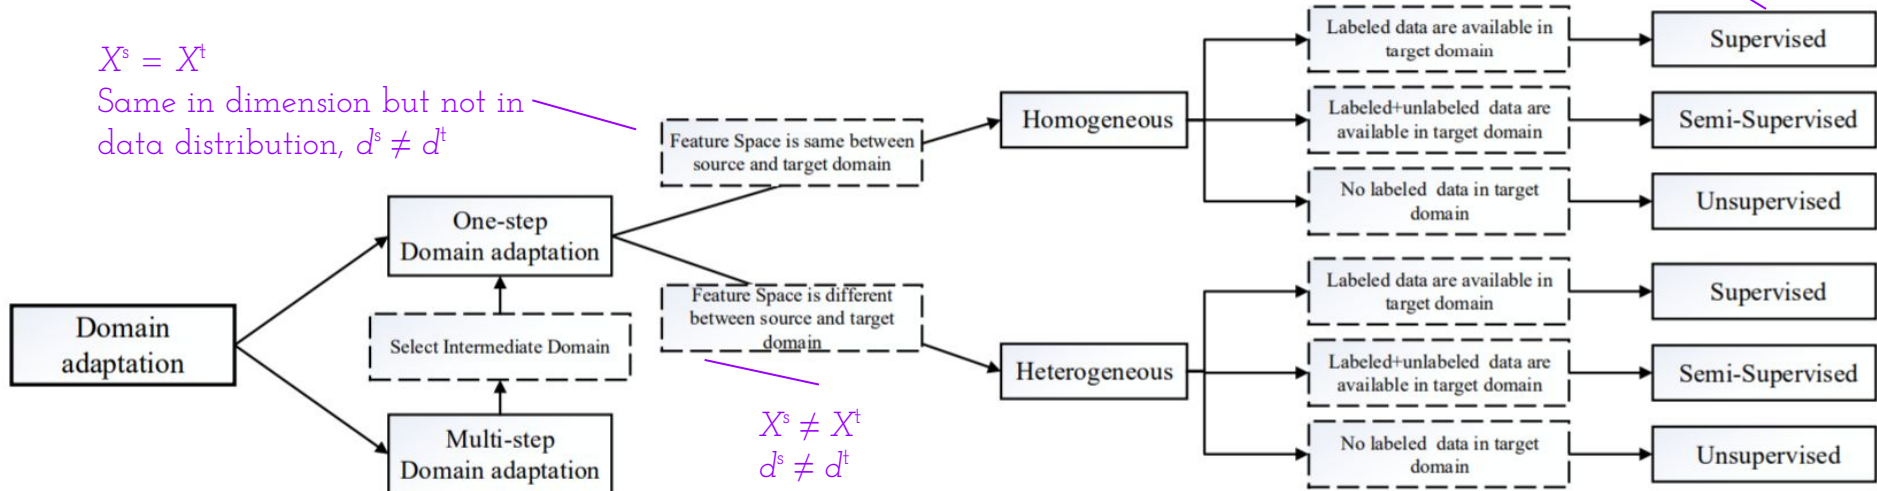 Xˢ = Xᵗ
Same in dimension but not in
data distribution, dˢ ≠ dᵗ
Domain
adaptation
One-step
Domain adaptation
Select Intermediate Domain
Multi-step
Domain adaptation
Feature Space is same between
source and target domain
Feature Space is different
between source and target
domain
Xˢ ≠ Xᵗ
dˢ ≠ dᵗ
Homogeneous
Labeled data are available in
target domain
Supervised
Labeled+unlabeled data are
available in target domain
Semi-Supervised
No labeled data in target
domain
Unsupervised
Heterogeneous
Labeled data are available in
target domain
Supervised
Labeled+unlabeled data are
available in target domain
Semi-Supervised
No labeled data in target
domain
Unsupervised